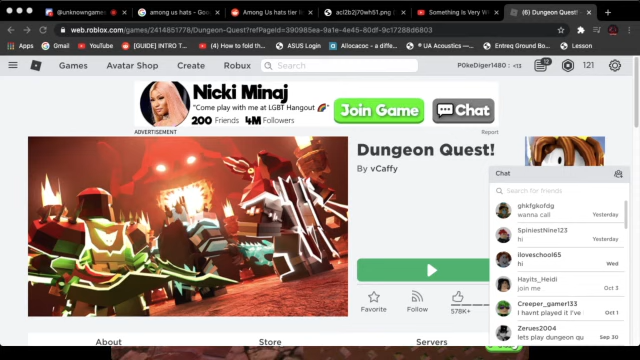 @unknowngame
among us hats - Goo
Among Us hats tier
acl2b2j70wh51.png
Something Is Very W
(6) Dungeon Quest!
web.roblox.com/games/2414851778/Dungeon-Quest?refPageId=390985ea-9a1e-4e45-80df-9c17288d6803
Gmail
YouTube
[GUIDE] INTRO T...
How to fold th...
ASUS Login
Allocacoc - a desi...
UA Acoustics —...
Entreq Ground Bo...
Lesson
Games
Avatar Shop
Create
Robux
Search
P0keDiger1480 : <13
121
Nicki Minaj
"Come play with me at LGBT Hangout 🌈"
200 Friends 4M Followers
Join Game
Chat
ADVERTISEMENT
Report
Dungeon Quest!
By vCaffy
Favorite
Follow
578K+
Chat
Search for friends
ghkfgkofdg
wanna call
Yesterday
SpiniestNine123
hi
Yesterday
iloveschool65
hi
Wed
Hayits_Heidi
join me
Oct 3
Creeper_gamer133
I havnt played it I've
Oct 1
Zerues2004
lets play dungeon qu
Sep 30
About
Store
Servers